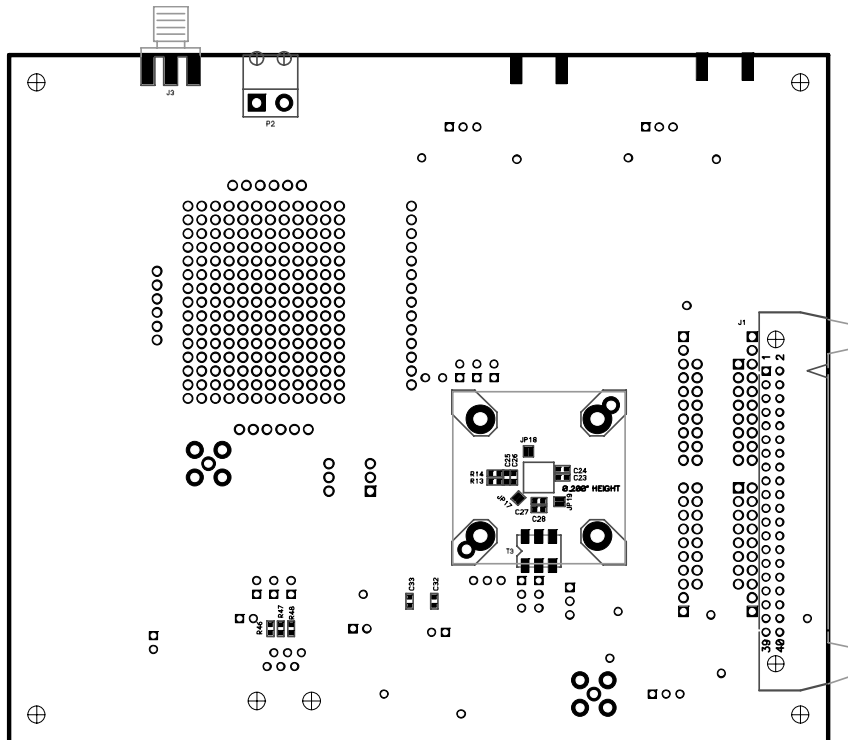 J3
P2
J1
1 2
JP18
C25
C26
R14
R13
C24
C23
0.200" HEIGHT
JP17
JP19
C27
C28
T3
C33
C32
R46
R47
R48
39 40